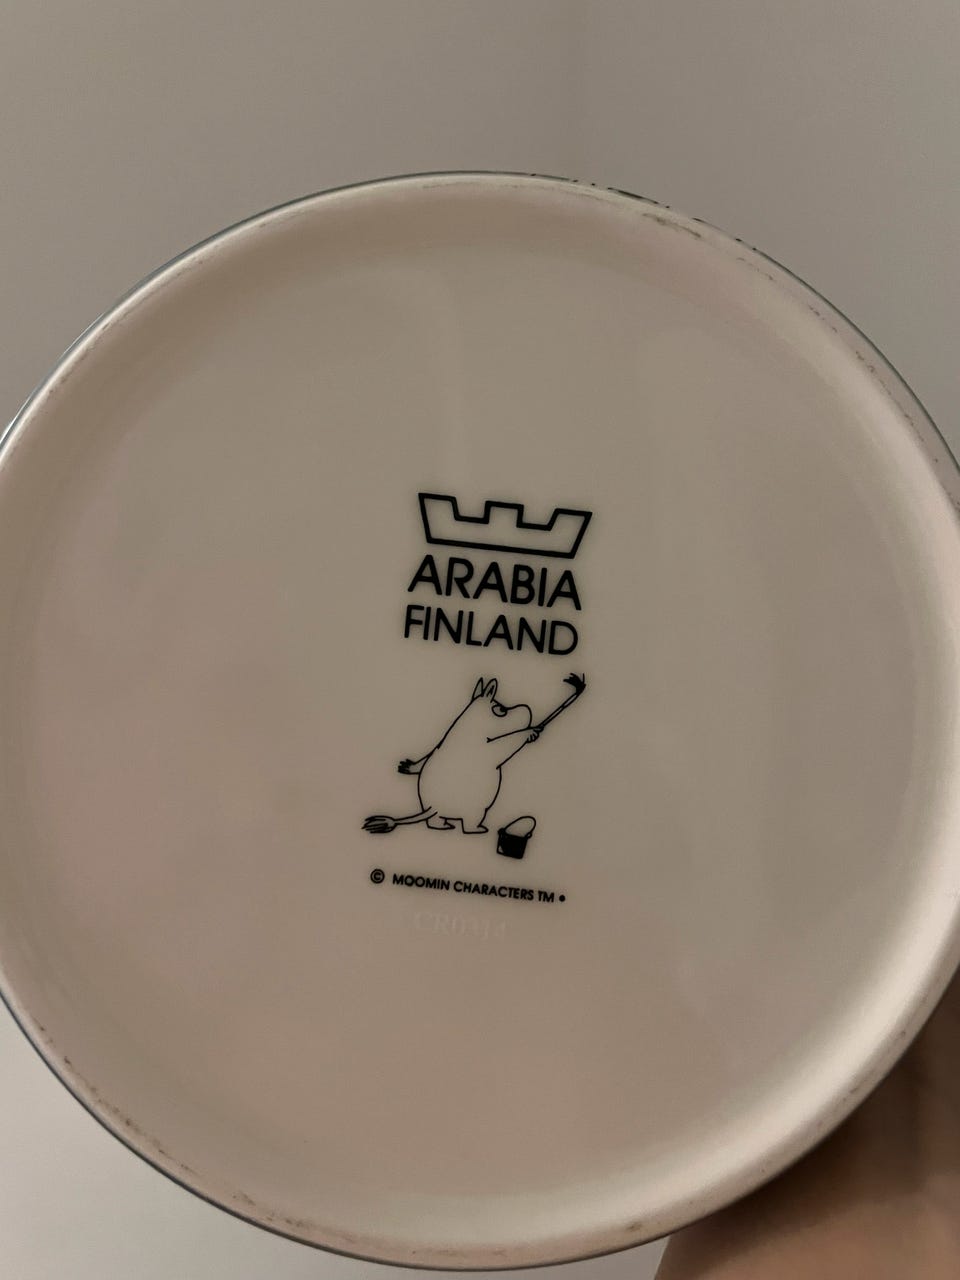 ARABIA
FINLAND
© MOOMIN CHARACTERS TM •